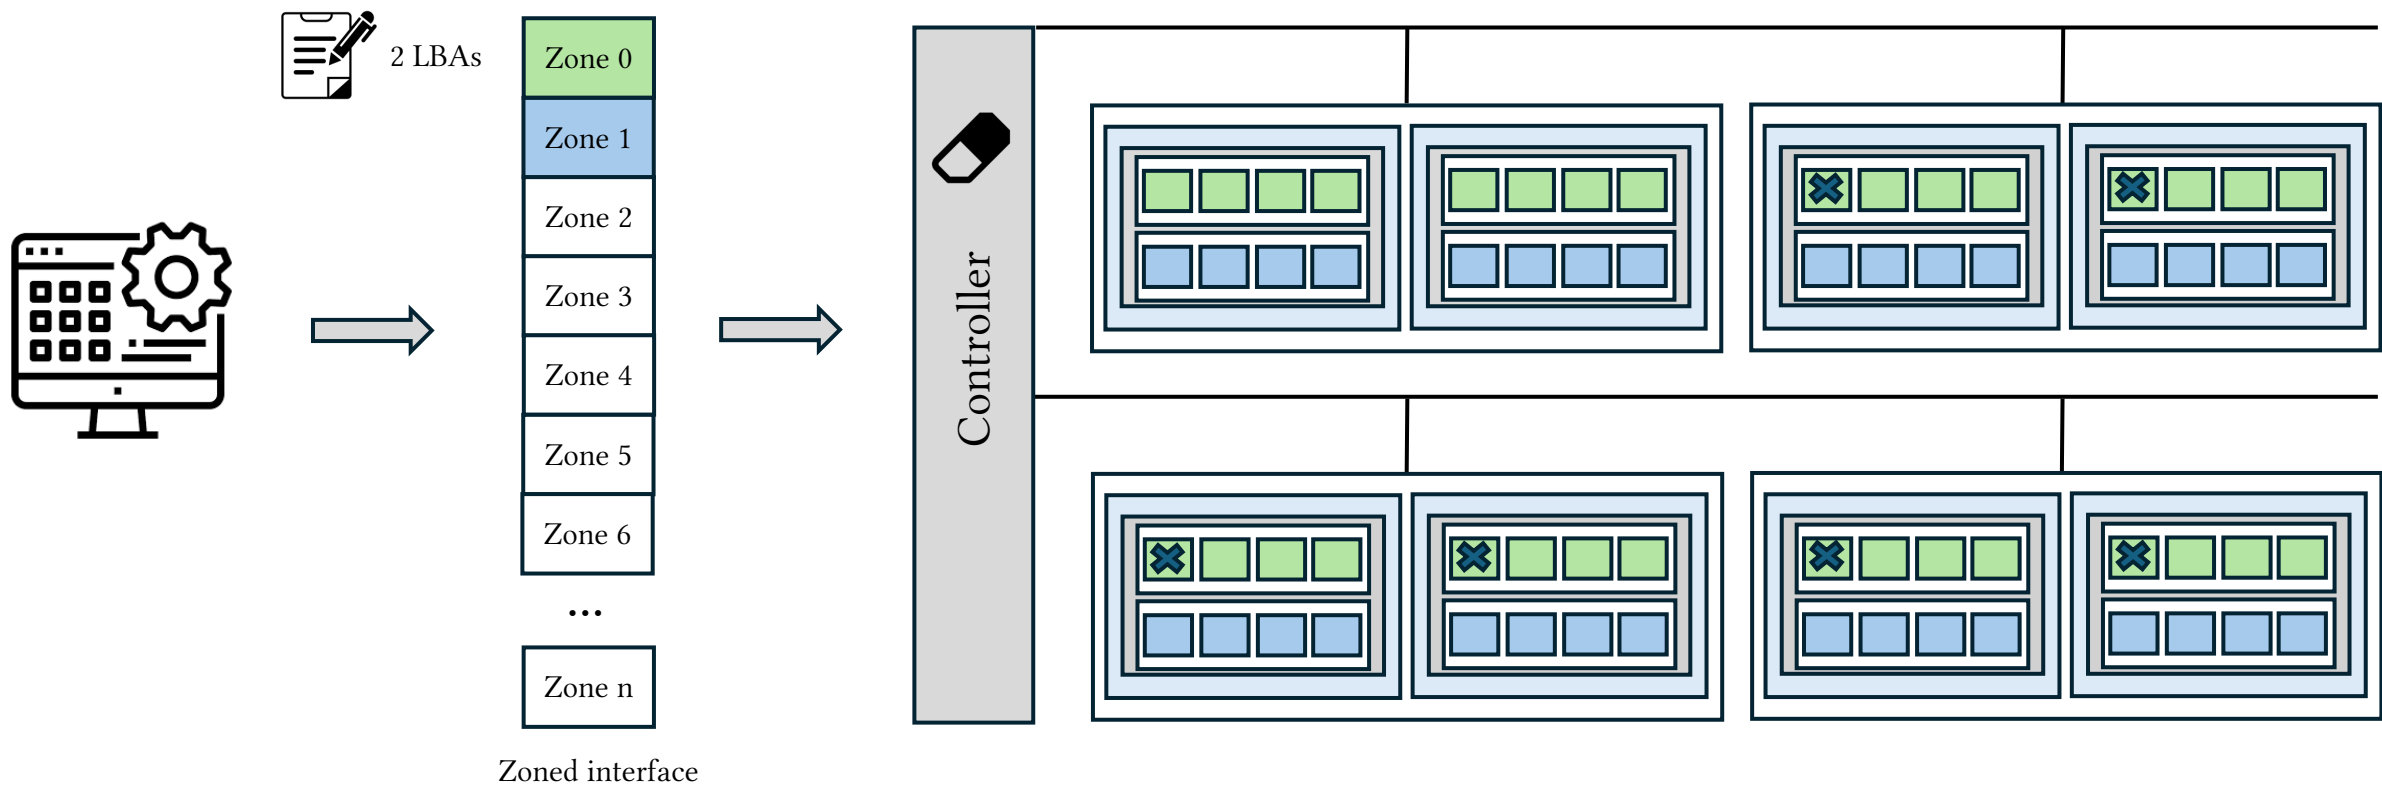 2 LBAs
Zone 0
Zone 1
Zone 2
Zone 3
Zone 4
Zone 5
Zone 6
...
Zone n
Zoned interface
Controller